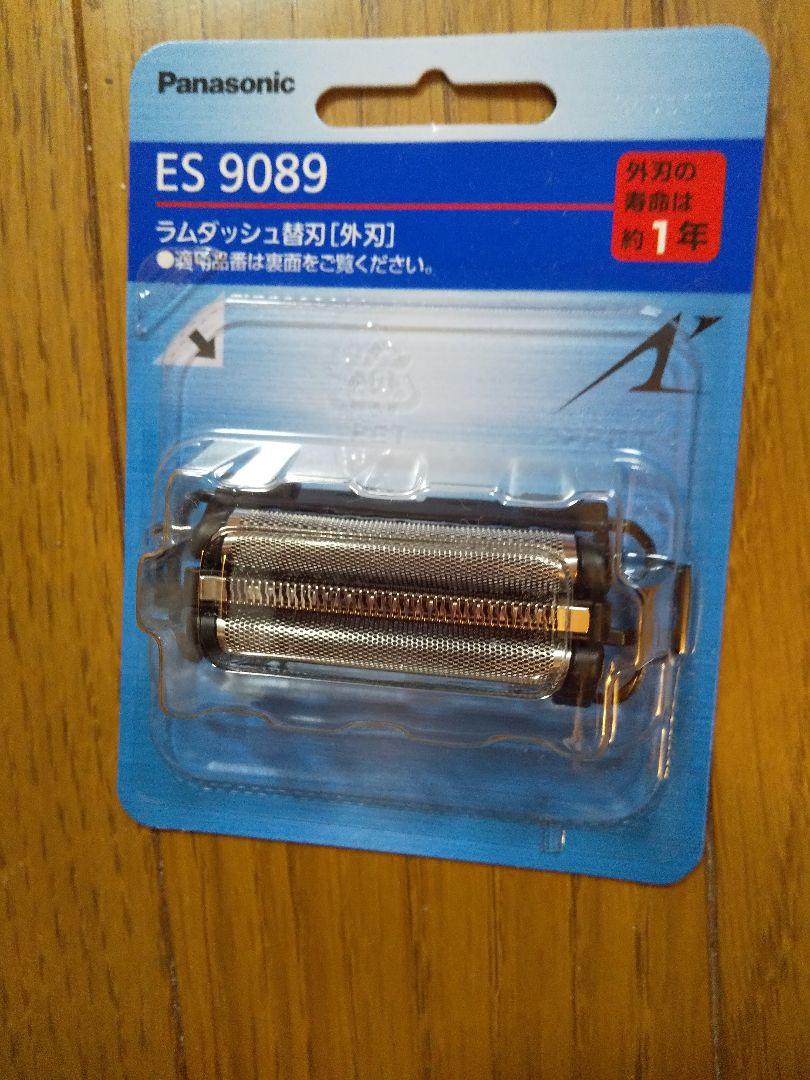 Panasonic
ES 9089
外刃の
寿命は
約1年
ラムダッシュ替刃[外刃]
●適用品番は裏面をご覧ください。